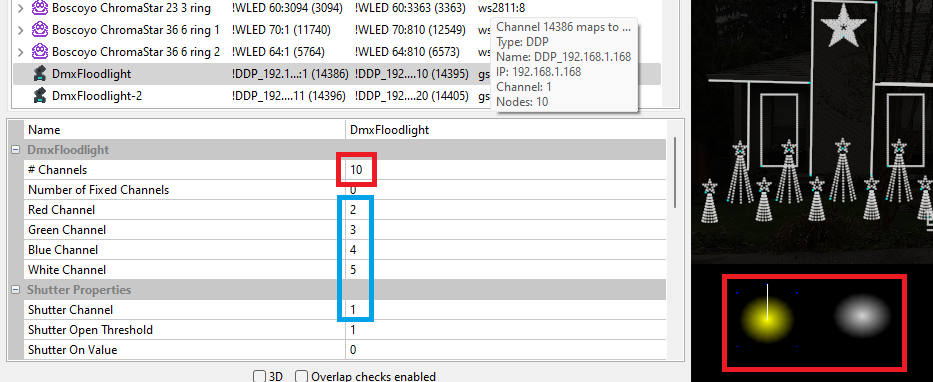 Boscoyo ChromaStar 23 3 ring !WLED 60:3094 (3094) !WLED 60:3363 (3363) ws2811:8
Boscoyo ChromaStar 36 6 ring 1 !WLED 70:1 (11740) !WLED 70:810 (12549) ws
Boscoyo ChromaStar 36 6 ring 2 !WLED 64:1 (5764) !WLED 64:810 (6573) ws
DmxFloodlight !DDP_192.1...:1 (14386) !DDP_192....10 (14395) gs
DmxFloodlight-2 !DDP_192....11 (14396) !DDP_192....20 (14405) gs
Channel 14386 maps to ...
Type: DDP
Name: DDP_192.168.1.168
IP: 192.168.1.168
Channel: 1
Nodes: 10
Name DmxFloodlight
DmxFloodlight
# Channels 10
Number of Fixed Channels 0
Red Channel 2
Green Channel 3
Blue Channel 4
White Channel 5
Shutter Properties
Shutter Channel 1
Shutter Open Threshold 1
Shutter On Value 0
3D Overlap checks enabled